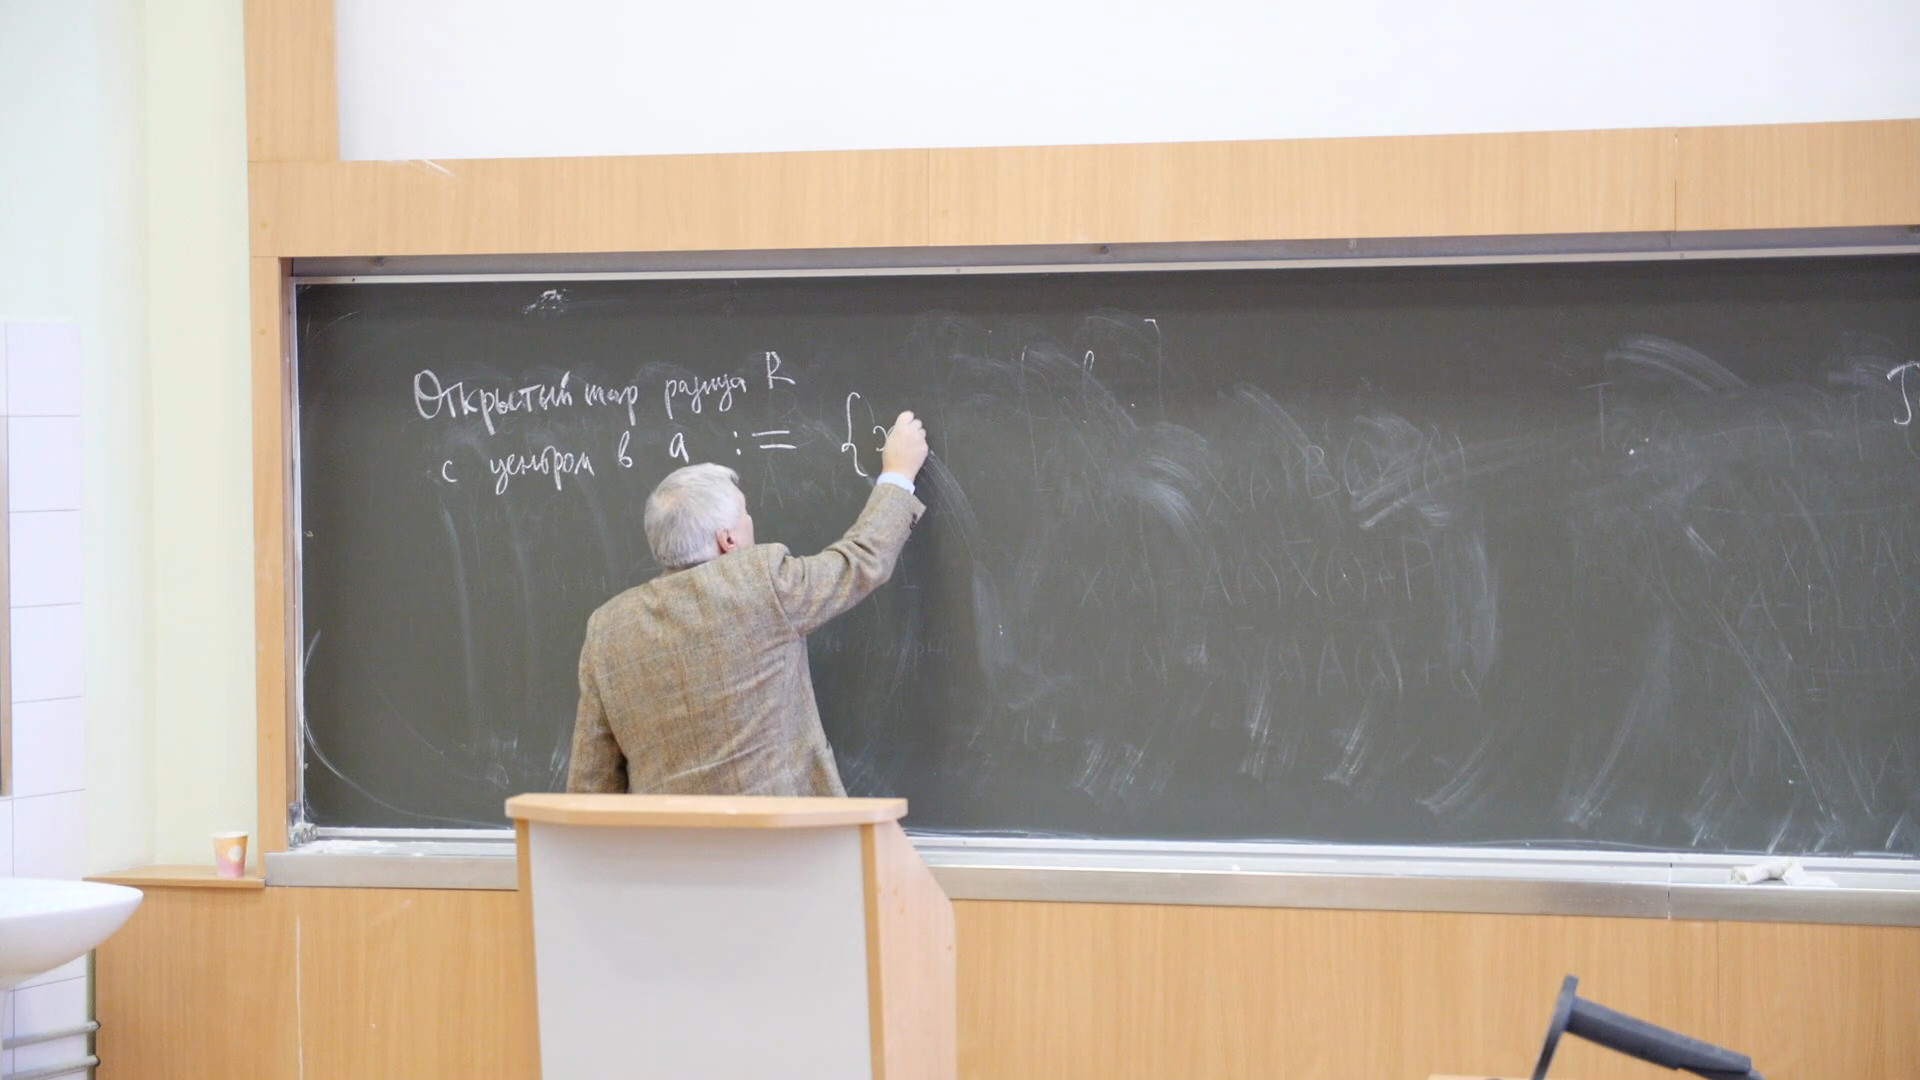 Открытый шар радиуса R
с центром в a := {x